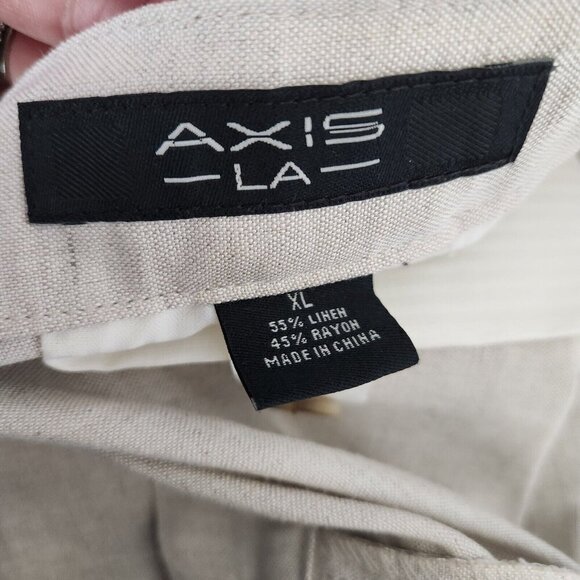 AXIS
LA
XL
55% LINEN
45% RAYON
MADE IN CHINA